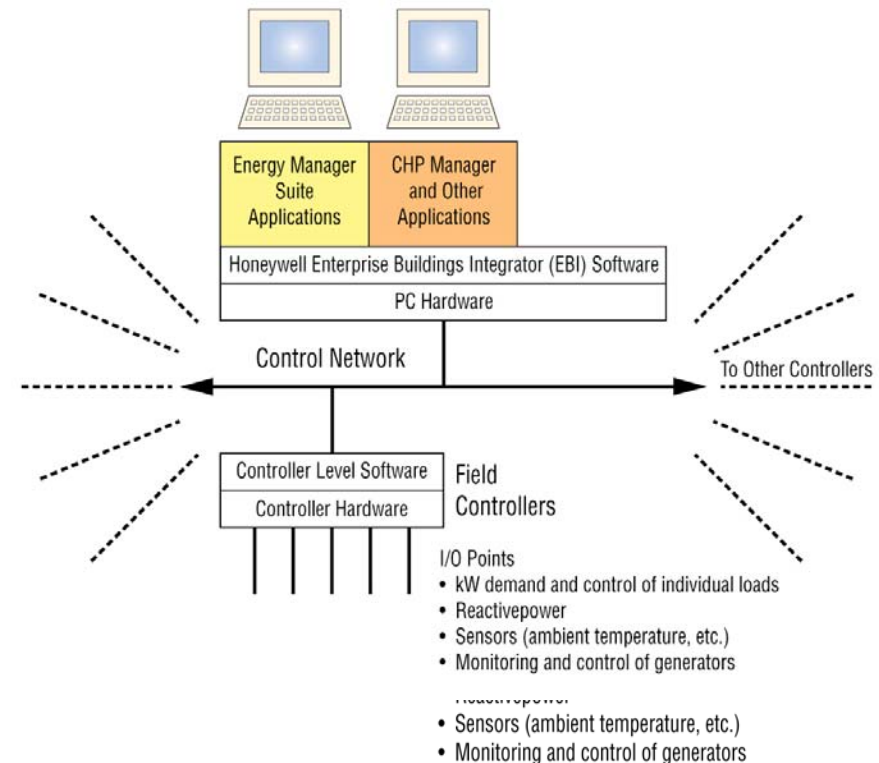 Energy Manager
Suite
Applications
CHP Manager
and Other
Applications
Honeywell Enterprise Buildings Integrator (EBI) Software
PC Hardware
Control Network
To Other Controllers
Controller Level Software
Controller Hardware
Field
Controllers
I/O Points
• kW demand and control of individual loads
• Reactivepower
• Sensors (ambient temperature, etc.)
• Monitoring and control of generators
• Sensors (ambient temperature, etc.)
• Monitoring and control of generators